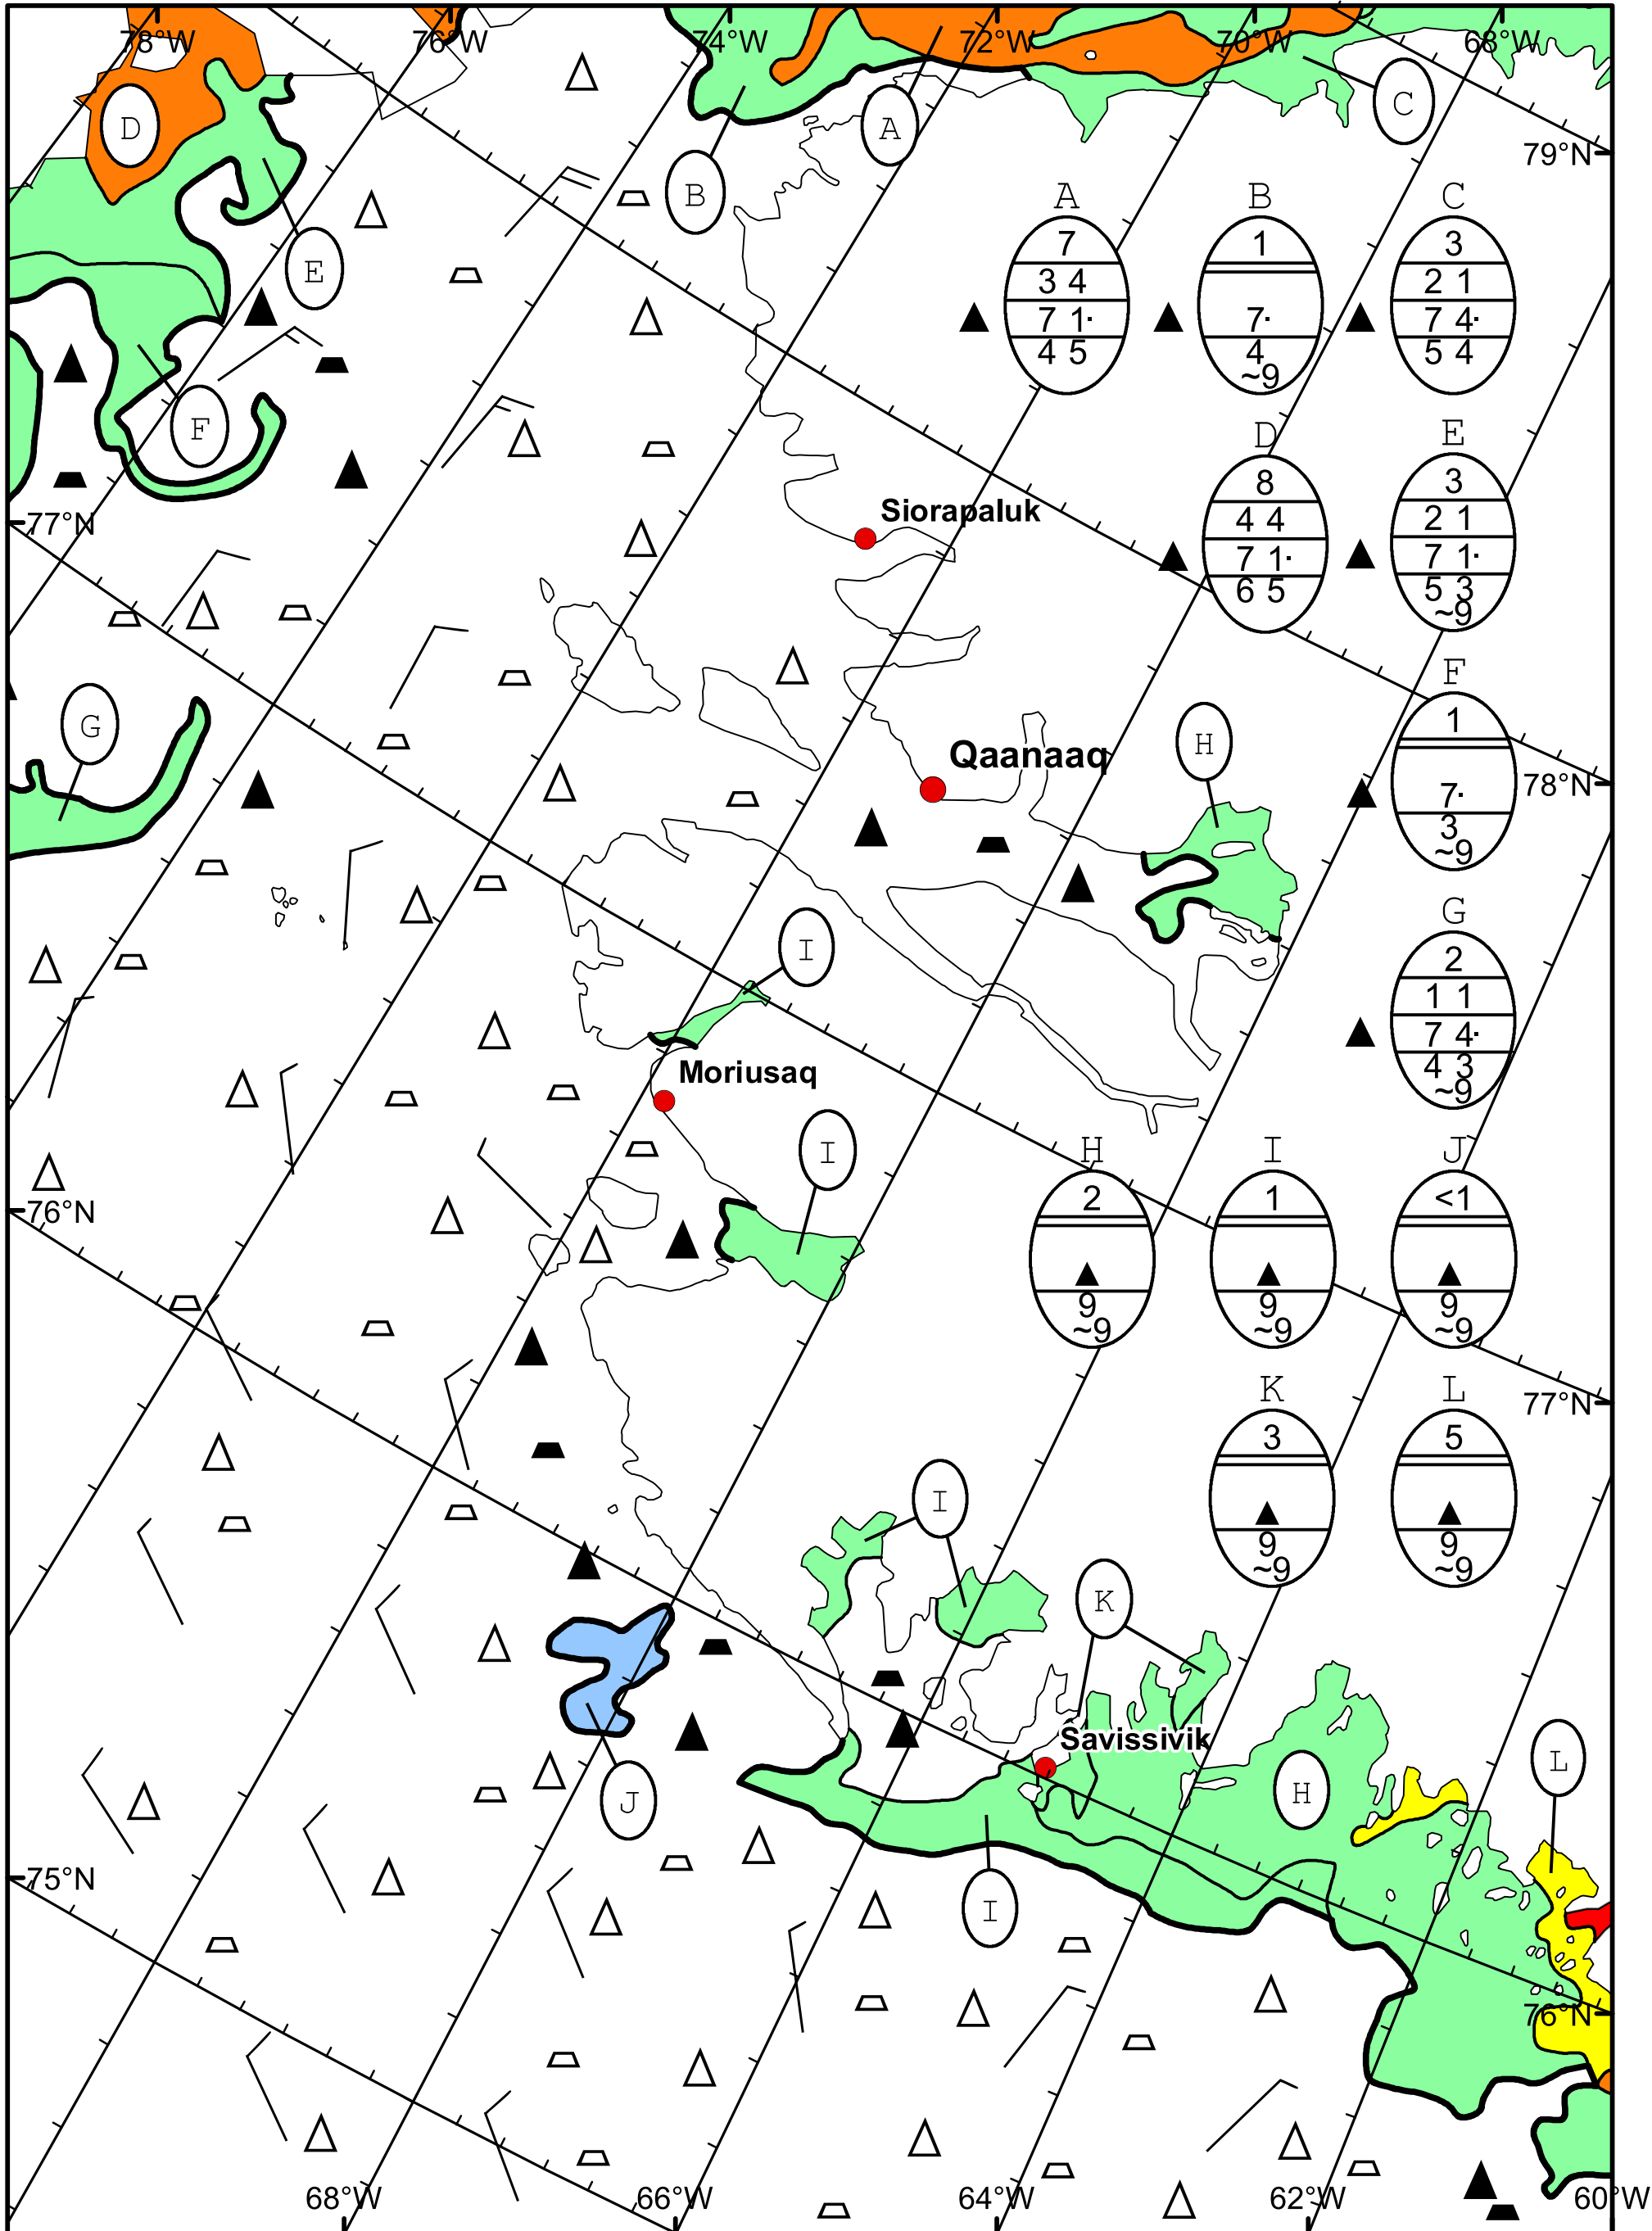 78°W 76°W 74°W 72°W 70°W 68°W
D
A
C
79°N
B
E
A B C
7 1 3
3 4 2 1
7 1· 7· 7 4·
4 5 4 5 4
~9
F
D E
8 3
4 4 2 1
7 1· 7 1·
6 5 5 3
~9
Siorapaluk
77°N
F
1
7·
3
~9
G
H
Qaanaaq
78°N
G
2
1 1
7 4·
4 3
~9
I
Moriusaq
I
H I J
2 1 <1
9 9 9
~9 ~9 ~9
76°N
K L
3 5
9 9
~9 ~9
77°N
I
K
Savissivik
L
H
J
75°N
I
76°N
68°W 66°W 64°W 62°W 60°W